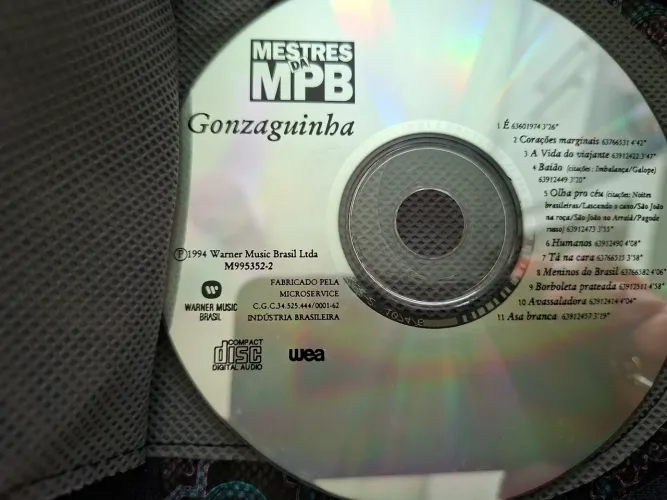 MESTRES
DA
MPB
Gonzaguinha
1 É 63601974 3'26"
2 Corações marginais 63766531 4'42"
3 A Vida do viajante 63912422 3'47"
4 Baião (citações: Imbalança/Galope)
63912449 3'20"
5 Olha pro céu (citações: Noites
brasileiras/Lascando o cano/São João
na roça/São João no Arraiá/Pagode
russo) 63912473 3'55"
6 Humanos 63912490 4'08"
7 Tá na cara 63766515 3'58"
8 Meninos do Brasil 63766582 4'06"
9 Borboleta prateada 63912511 4'58"
10 Avassaladora 63912414 4'04"
11 Asa branca 63912457 3'19"
℗1994 Warner Music Brasil Ltda
M995352-2
WARNER MUSIC
BRASIL
FABRICADO PELA
MICROSERVICE
C.G.C.34.525.444/0001-62
INDÚSTRIA BRASILEIRA
COMPACT
disc
DIGITAL AUDIO
wea